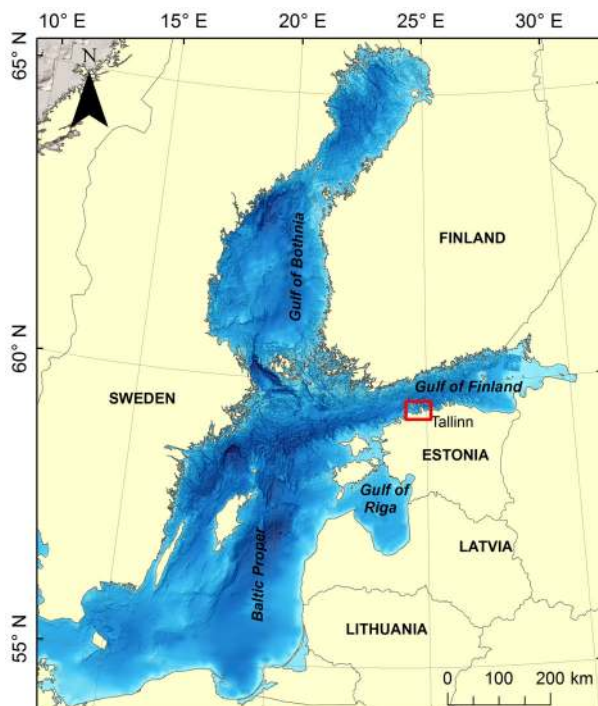 10° E
15° E
20° E
25° E
30° E
65° N
N
Gulf of Bothnia
FINLAND
60° N
SWEDEN
Gulf of Finland
Tallinn
ESTONIA
Gulf of
Riga
Baltic Proper
LATVIA
LITHUANIA
55° N
0 100 200 km